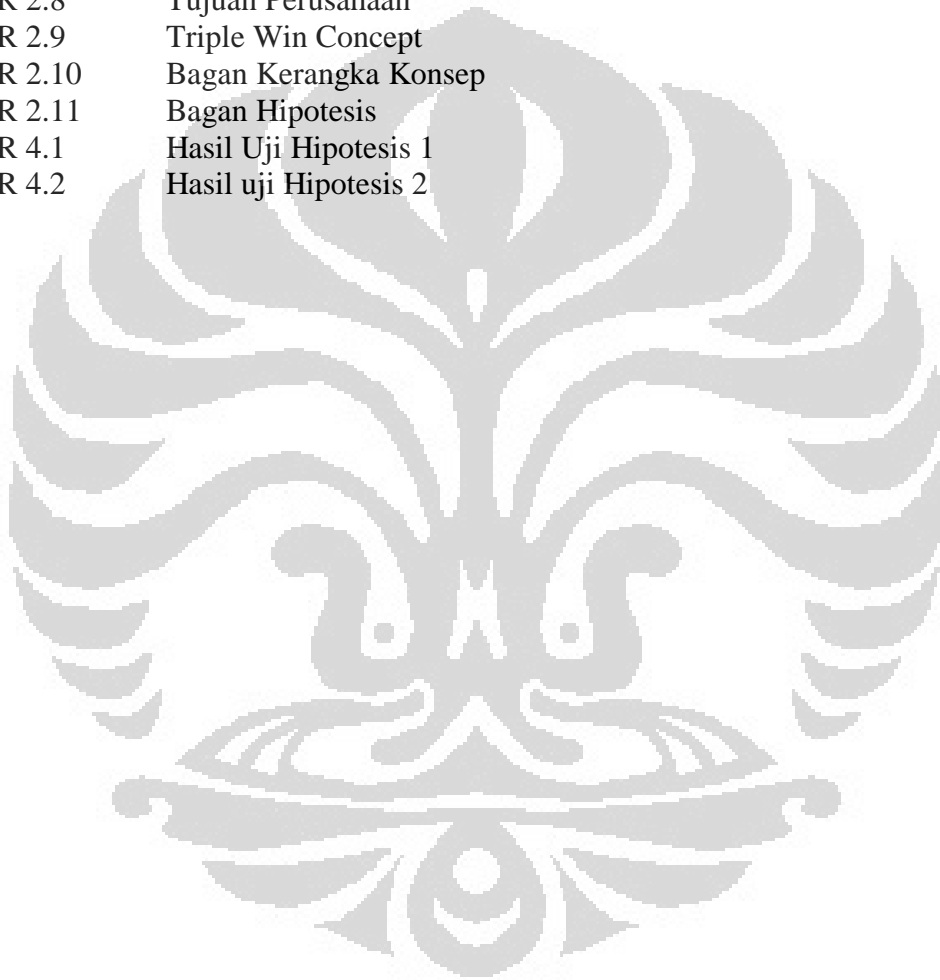 R 2.8 Tujuan Perusahaan
R 2.9 Triple Win Concept
R 2.10 Bagan Kerangka Konsep
R 2.11 Bagan Hipotesis
R 4.1 Hasil Uji Hipotesis 1
R 4.2 Hasil uji Hipotesis 2